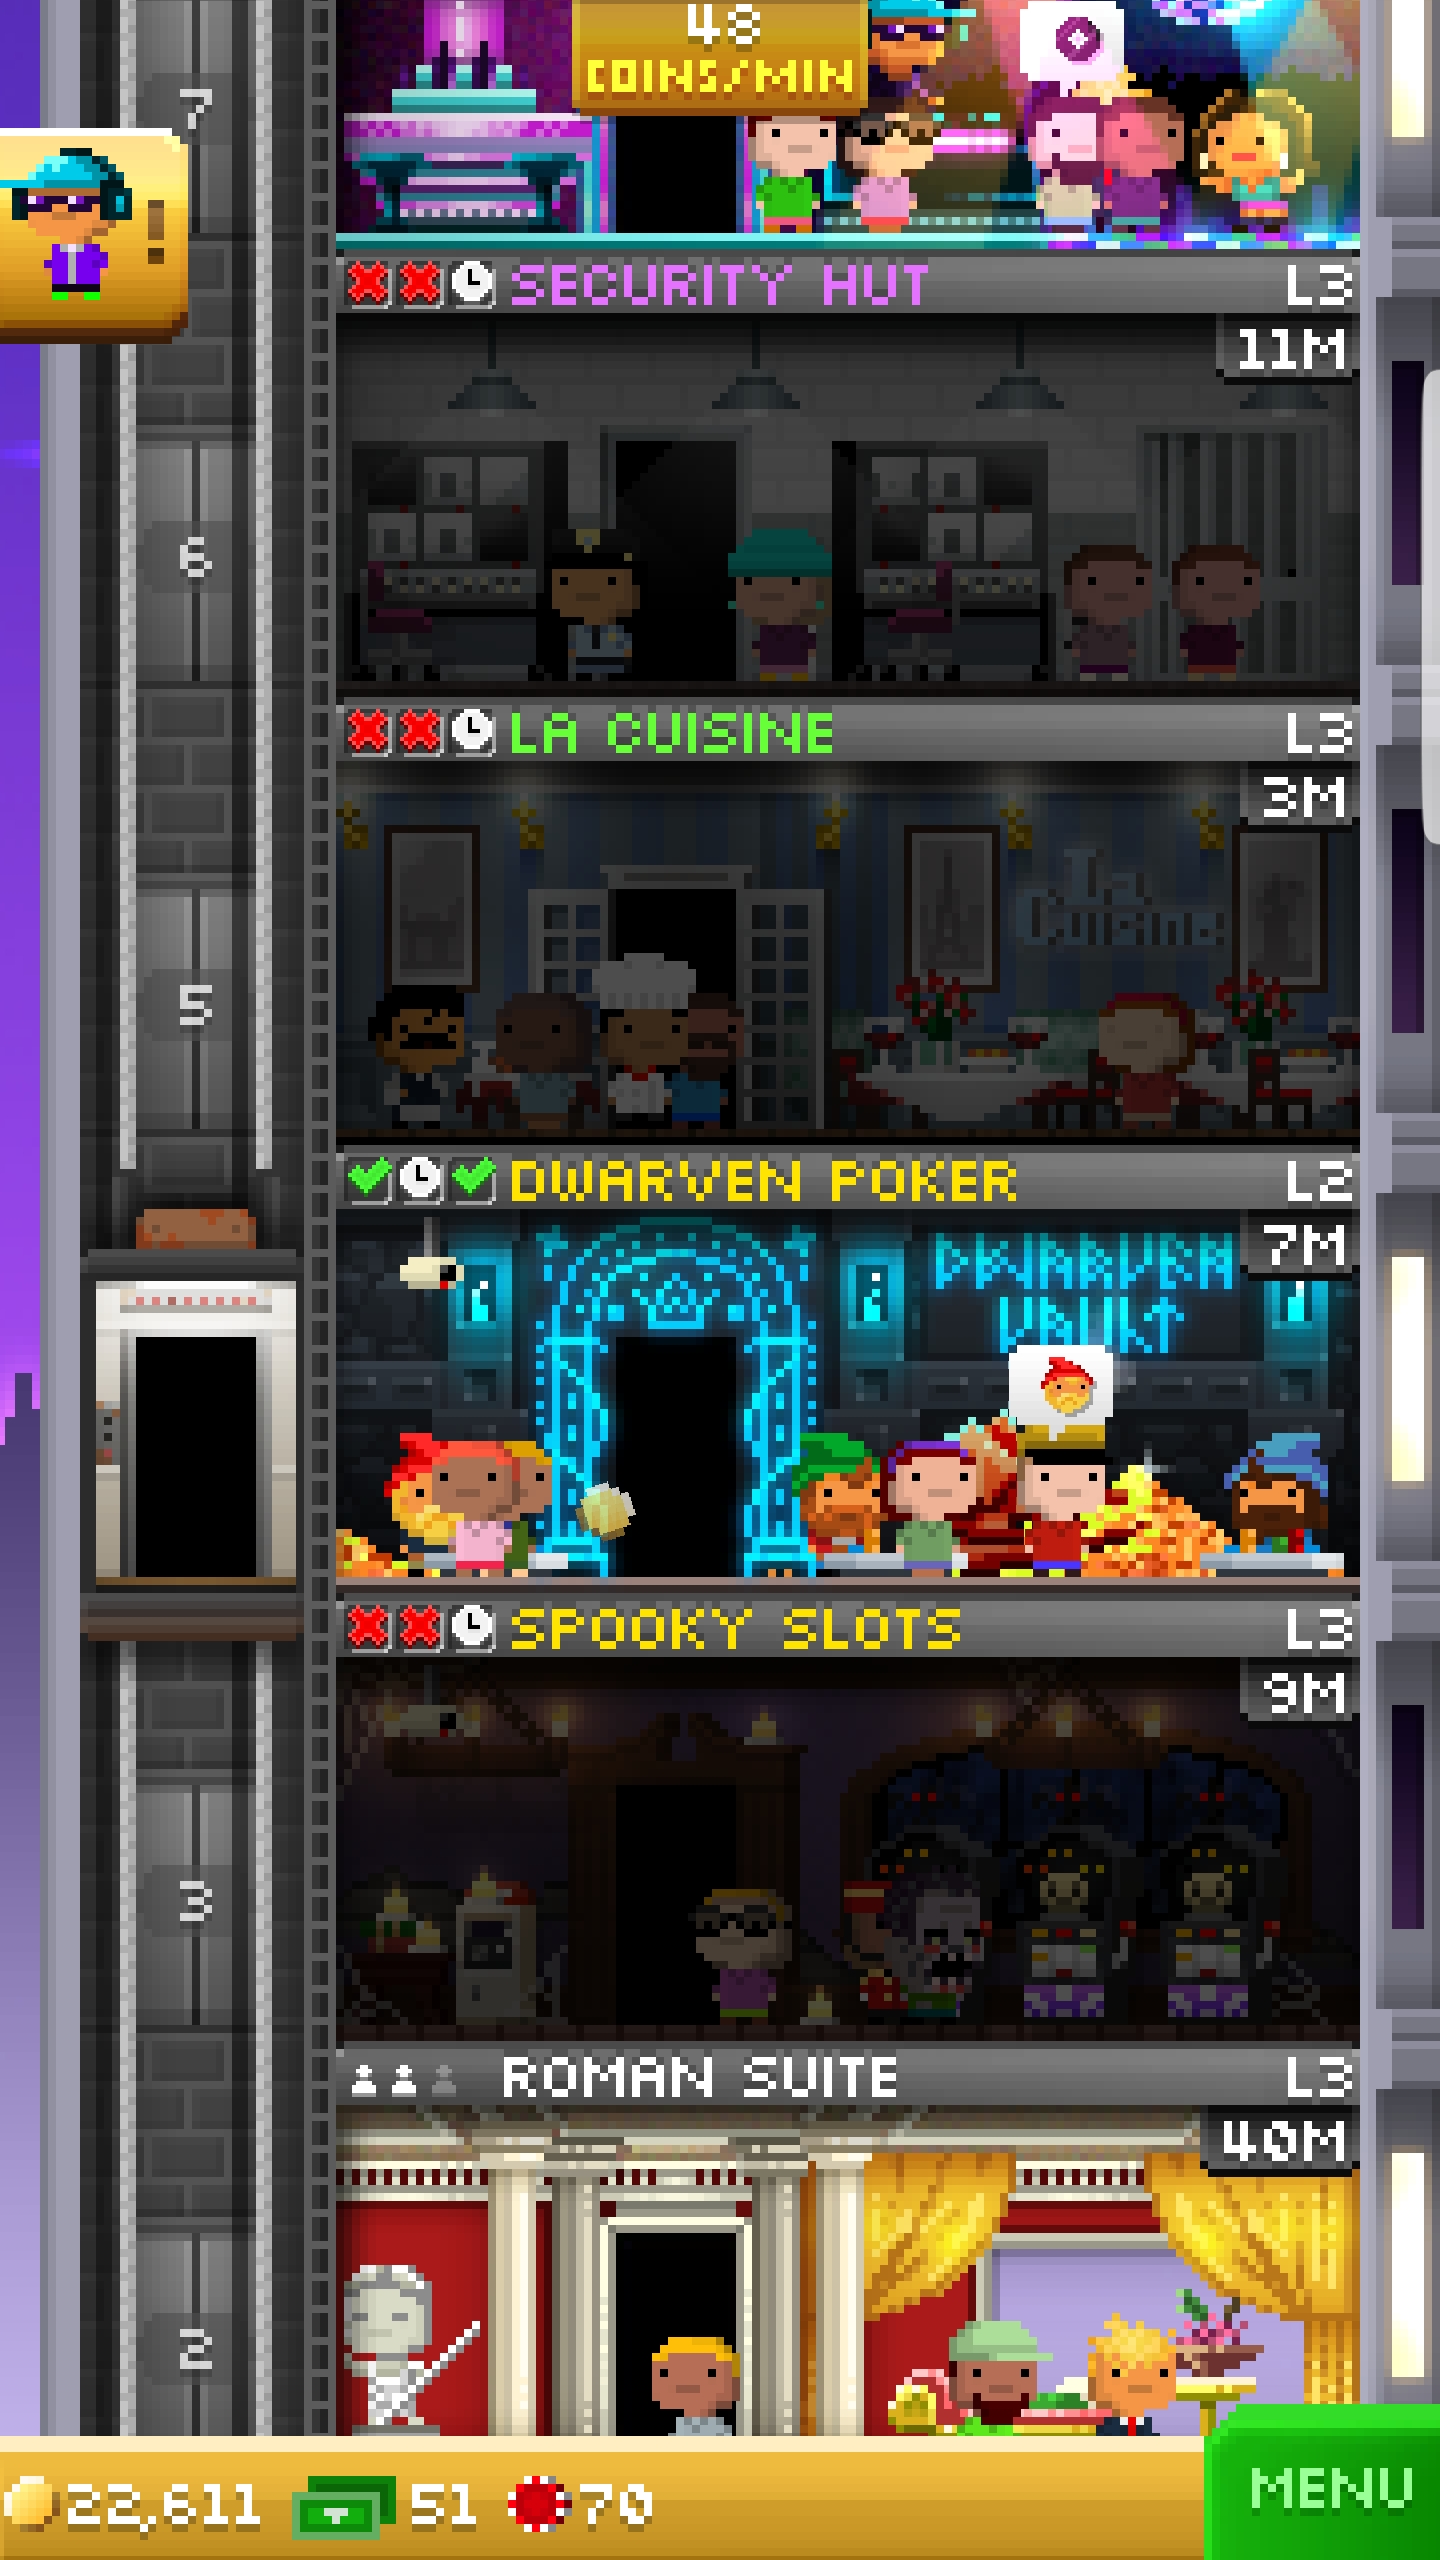 48
COINS/MIN
7
SECURITY HUT L3
11M
6
LA CUISINE L3
3M
La
Cuisine
5
DWARVEN POKER L2
7M
DWARVEN
VAULT
SPOOKY SLOTS L3
9M
3
ROMAN SUITE L3
40M
2
22,611 51 70
MENU